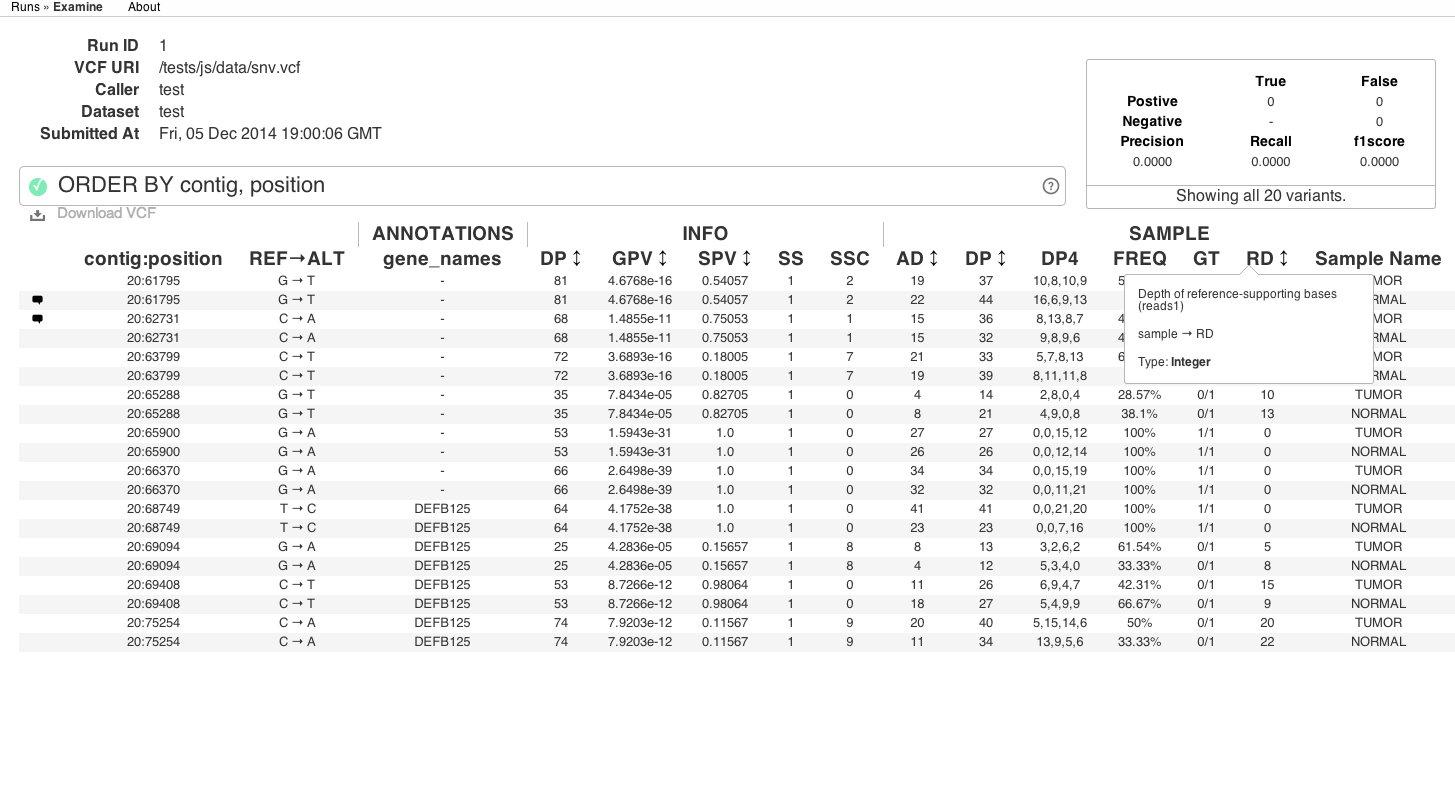 Runs » Examine About
Run ID 1
VCF URI /tests/js/data/snv.vcf
Caller test
Dataset test
Submitted At Fri, 05 Dec 2014 19:00:06 GMT
True False
Postive 0 0
Negative - 0
Precision Recall f1score
0.0000 0.0000 0.0000
Showing all 20 variants.
ORDER BY contig, position ?
Download VCF
ANNOTATIONS INFO SAMPLE
contig:position REF→ALT gene_names DP ↕ GPV ↕ SPV ↕ SS SSC AD ↕ DP ↕ DP4 FREQ GT RD ↕ Sample Name
20:61795 G → T - 81 4.6768e-16 0.54057 1 2 19 37 10,8,10,9
20:61795 G → T - 81 4.6768e-16 0.54057 1 2 22 44 16,6,9,13
20:62731 C → A - 68 1.4855e-11 0.75053 1 1 15 36 8,13,8,7
20:62731 C → A - 68 1.4855e-11 0.75053 1 1 15 32 9,8,9,6
20:63799 C → T - 72 3.6893e-16 0.18005 1 7 21 33 5,7,8,13
20:63799 C → T - 72 3.6893e-16 0.18005 1 7 19 39 8,11,11,8
Depth of reference-supporting bases
(reads1)
sample → RD
Type: Integer
20:65288 G → T - 35 7.8434e-05 0.82705 1 0 4 14 2,8,0,4 28.57% 0/1 10 TUMOR
20:65288 G → T - 35 7.8434e-05 0.82705 1 0 8 21 4,9,0,8 38.1% 0/1 13 NORMAL
20:65900 G → A - 53 1.5943e-31 1.0 1 0 27 27 0,0,15,12 100% 1/1 0 TUMOR
20:65900 G → A - 53 1.5943e-31 1.0 1 0 26 26 0,0,12,14 100% 1/1 0 NORMAL
20:66370 G → A - 66 2.6498e-39 1.0 1 0 34 34 0,0,15,19 100% 1/1 0 TUMOR
20:66370 G → A - 66 2.6498e-39 1.0 1 0 32 32 0,0,11,21 100% 1/1 0 NORMAL
20:68749 T → C DEFB125 64 4.1752e-38 1.0 1 0 41 41 0,0,21,20 100% 1/1 0 TUMOR
20:68749 T → C DEFB125 64 4.1752e-38 1.0 1 0 23 23 0,0,7,16 100% 1/1 0 NORMAL
20:69094 G → A DEFB125 25 4.2836e-05 0.15657 1 8 8 13 3,2,6,2 61.54% 0/1 5 TUMOR
20:69094 G → A DEFB125 25 4.2836e-05 0.15657 1 8 4 12 5,3,4,0 33.33% 0/1 8 NORMAL
20:69408 C → T DEFB125 53 8.7266e-12 0.98064 1 0 11 26 6,9,4,7 42.31% 0/1 15 TUMOR
20:69408 C → T DEFB125 53 8.7266e-12 0.98064 1 0 18 27 5,4,9,9 66.67% 0/1 9 NORMAL
20:75254 C → A DEFB125 74 7.9203e-12 0.11567 1 9 20 40 5,15,14,6 50% 0/1 20 TUMOR
20:75254 C → A DEFB125 74 7.9203e-12 0.11567 1 9 11 34 13,9,5,6 33.33% 0/1 22 NORMAL